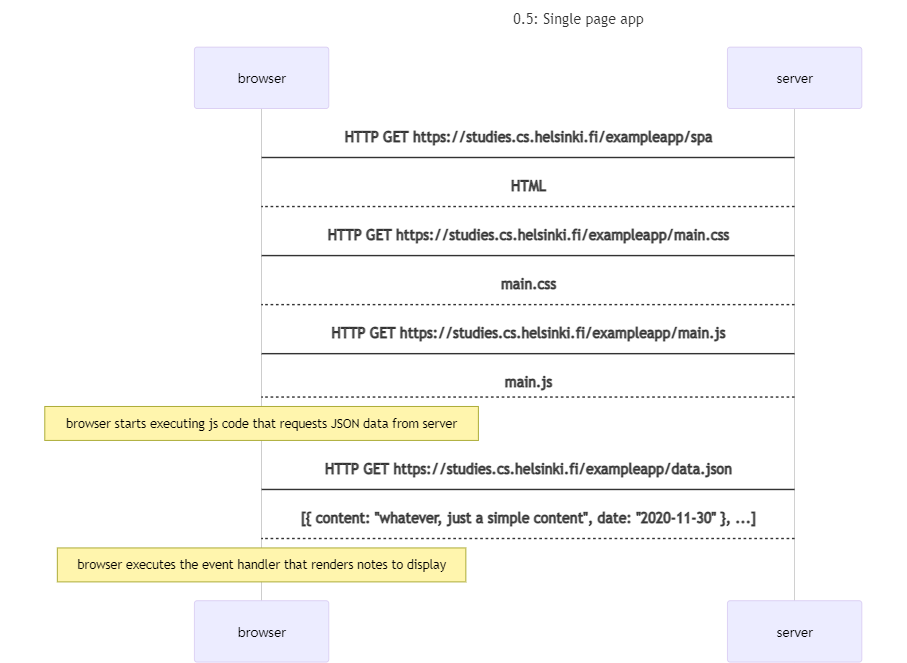 0.5: Single page app
browser
server
HTTP GET https://studies.cs.helsinki.fi/exampleapp/spa
HTML
HTTP GET https://studies.cs.helsinki.fi/exampleapp/main.css
main.css
HTTP GET https://studies.cs.helsinki.fi/exampleapp/main.js
main.js
browser starts executing js code that requests JSON data from server
HTTP GET https://studies.cs.helsinki.fi/exampleapp/data.json
[{ content: "whatever, just a simple content", date: "2020-11-30" }, ...]
browser executes the event handler that renders notes to display
browser
server